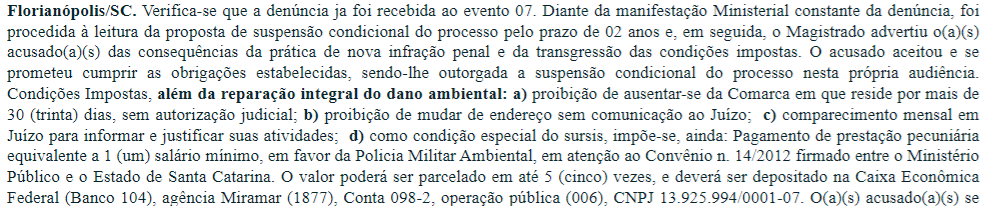 Florianópolis/SC. Verifica-se que a denúncia ja foi recebida ao evento 07. Diante da manifestação Ministerial constante da denúncia, foi
procedida à leitura da proposta de suspensão condicional do processo pelo prazo de 02 anos e, em seguida, o Magistrado advertiu o(a)(s)
acusado(a)(s) das consequências da prática de nova infração penal e da transgressão das condições impostas. O acusado aceitou e se
prometeu cumprir as obrigações estabelecidas, sendo-lhe outorgada a suspensão condicional do processo nesta própria audiência.
Condições Impostas, além da reparação integral do dano ambiental: a) proibição de ausentar-se da Comarca em que reside por mais de
30 (trinta) dias, sem autorização judicial; b) proibição de mudar de endereço sem comunicação ao Juízo; c) comparecimento mensal em
Juízo para informar e justificar suas atividades; d) como condição especial do sursis, impõe-se, ainda: Pagamento de prestação pecuniária
equivalente a 1 (um) salário mínimo, em favor da Policia Militar Ambiental, em atenção ao Convênio n. 14/2012 firmado entre o Ministério
Público e o Estado de Santa Catarina. O valor poderá ser parcelado em até 5 (cinco) vezes, e deverá ser depositado na Caixa Econômica
Federal (Banco 104), agência Miramar (1877), Conta 098-2, operação pública (006), CNPJ 13.925.994/0001-07. O(a)(s) acusado(a)(s) se